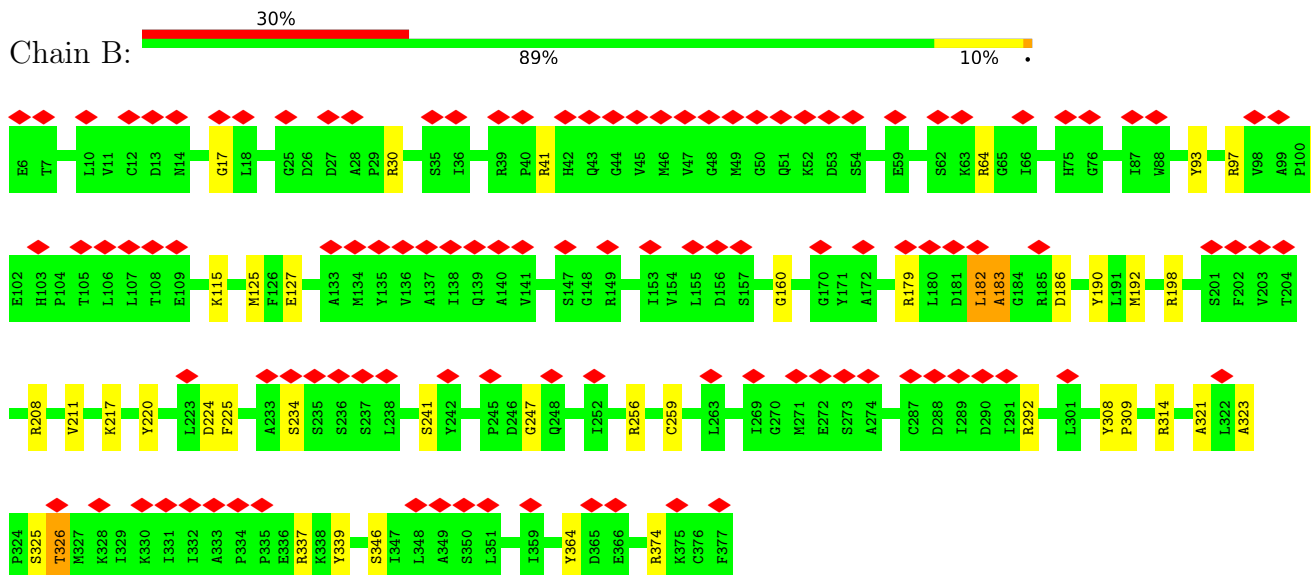 30%
Chain B:
89% 10% •
E6 T7 L10 V11 C12 D13 N14 G17 L18 G25 D26 D27 A28 P29 R30 S35 I36 R39 P40 R41 H42 Q43 G44 V45 M46 V47 G48 M49 G50 Q51 K52 D53 S54 E59 S62 K63 R64 G65 I66 H75 G76 I87 W88 Y93 R97 V98 A99 P100
E102 H103 P104 T105 L106 L107 T108 E109 K115 M125 F126 E127 A133 M134 Y135 V136 A137 I138 Q139 A140 V141 S147 G148 R149 I153 V154 L155 D156 S157 G160 G170 Y171 A172 R179 L180 D181 L182 A183 G184 R185 D186 Y190 L191 M192 R198 S201 F202 V203 T204
R208 V211 K217 Y220 L223 D224 F225 A233 S234 S235 S236 S237 L238 S241 Y242 P245 D246 G247 Q248 I252 R256 C259 L263 I269 G270 M271 E272 S273 A274 C287 D288 I289 D290 I291 R292 L301 Y308 P309 R314 A321 L322 A323
P324 S325 T326 M327 K328 I329 K330 I331 I332 A333 P334 P335 E336 R337 K338 Y339 S346 I347 L348 A349 S350 L351 I359 Y364 D365 E366 R374 K375 C376 F377